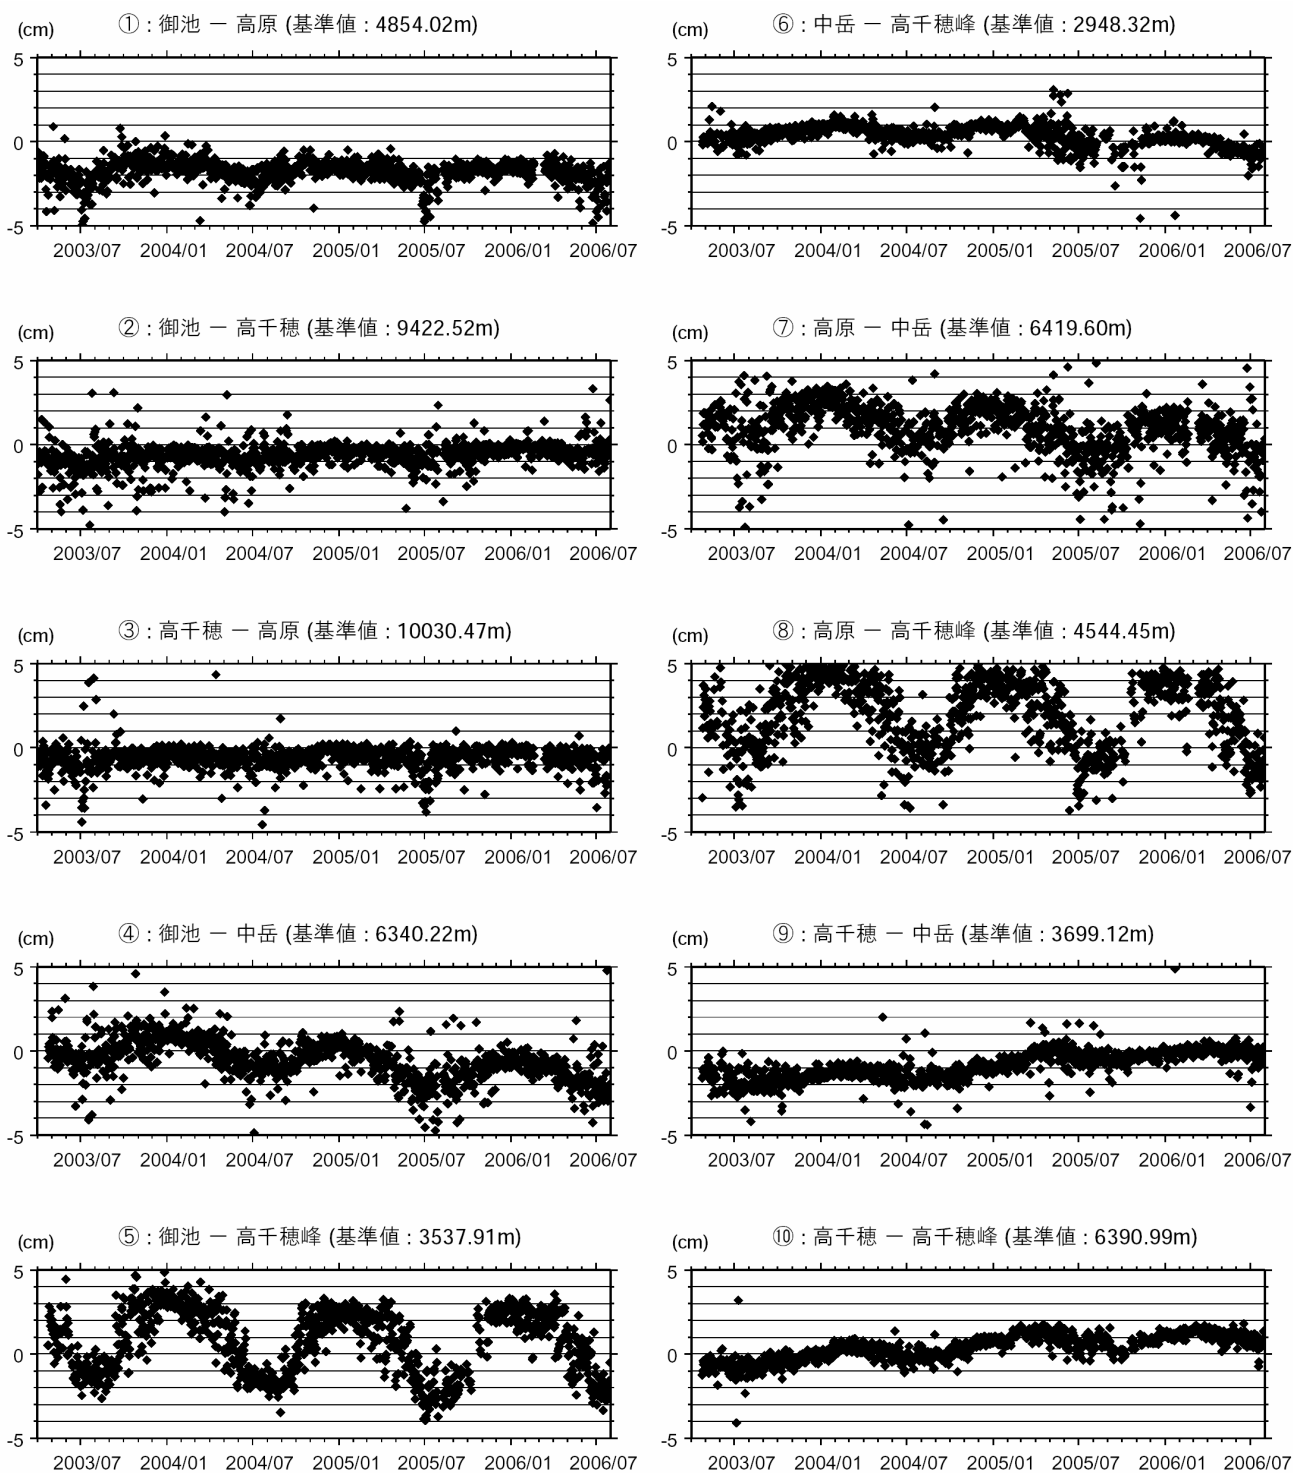 (cm) ①:御池 － 高原 (基準値:4854.02m)
5
0
-5
2003/07 2004/01 2004/07 2005/01 2005/07 2006/01 2006/07
(cm) ②:御池 － 高千穂 (基準値:9422.52m)
5
0
-5
2003/07 2004/01 2004/07 2005/01 2005/07 2006/01 2006/07
(cm) ③:高千穂 － 高原 (基準値:10030.47m)
5
0
-5
2003/07 2004/01 2004/07 2005/01 2005/07 2006/01 2006/07
(cm) ④:御池 － 中岳 (基準値:6340.22m)
5
0
-5
2003/07 2004/01 2004/07 2005/01 2005/07 2006/01 2006/07
(cm) ⑤:御池 － 高千穂峰 (基準値:3537.91m)
5
0
-5
2003/07 2004/01 2004/07 2005/01 2005/07 2006/01 2006/07
(cm) ⑥:中岳 － 高千穂峰 (基準値:2948.32m)
5
0
-5
2003/07 2004/01 2004/07 2005/01 2005/07 2006/01 2006/07
(cm) ⑦:高原 － 中岳 (基準値:6419.60m)
5
0
-5
2003/07 2004/01 2004/07 2005/01 2005/07 2006/01 2006/07
(cm) ⑧:高原 － 高千穂峰 (基準値:4544.45m)
5
0
-5
2003/07 2004/01 2004/07 2005/01 2005/07 2006/01 2006/07
(cm) ⑨:高千穂 － 中岳 (基準値:3699.12m)
5
0
-5
2003/07 2004/01 2004/07 2005/01 2005/07 2006/01 2006/07
(cm) ⑩:高千穂 － 高千穂峰 (基準値:6390.99m)
5
0
-5
2003/07 2004/01 2004/07 2005/01 2005/07 2006/01 2006/07